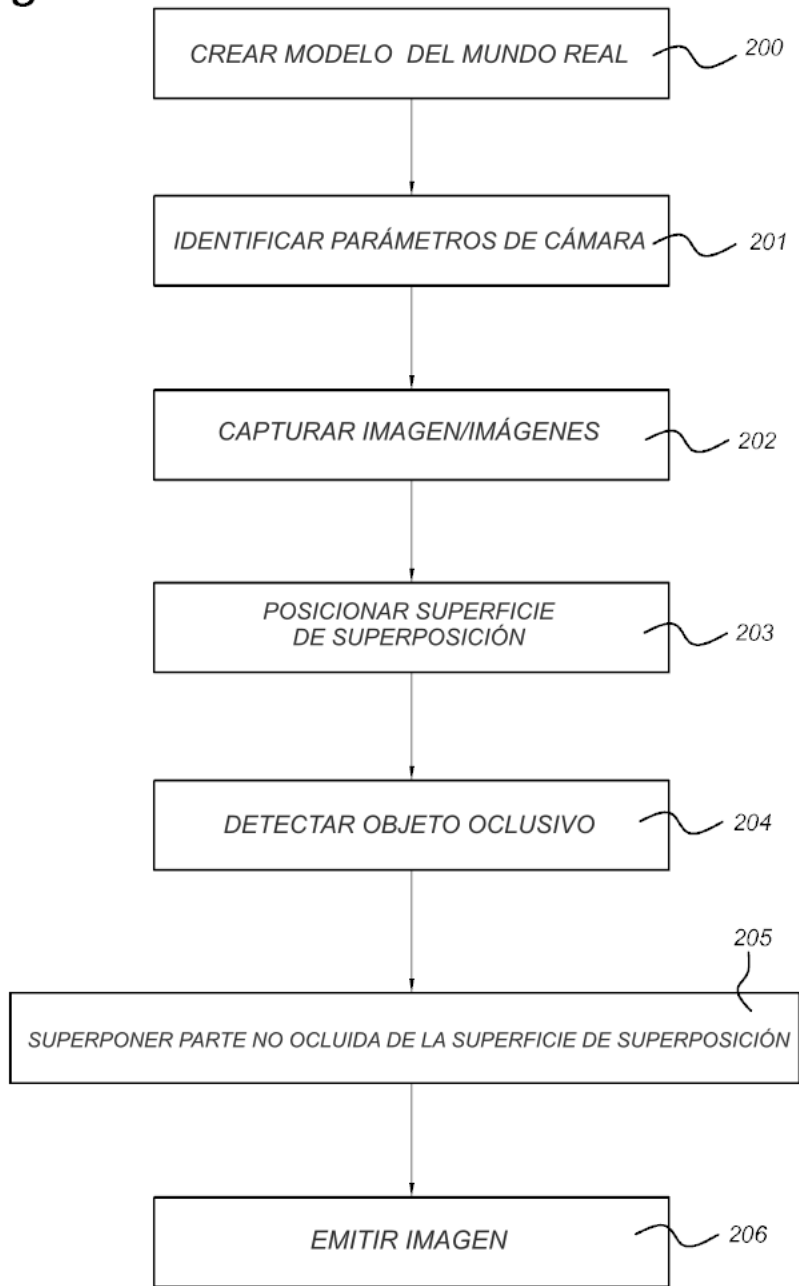 CREAR MODELO DEL MUNDO REAL
200
IDENTIFICAR PARÁMETROS DE CÁMARA
201
CAPTURAR IMAGEN/IMÁGENES
202
POSICIONAR SUPERFICIE
DE SUPERPOSICIÓN
203
DETECTAR OBJETO OCLUSIVO
204
205
SUPERPONER PARTE NO OCLUIDA DE LA SUPERFICIE DE SUPERPOSICIÓN
EMITIR IMAGEN
206